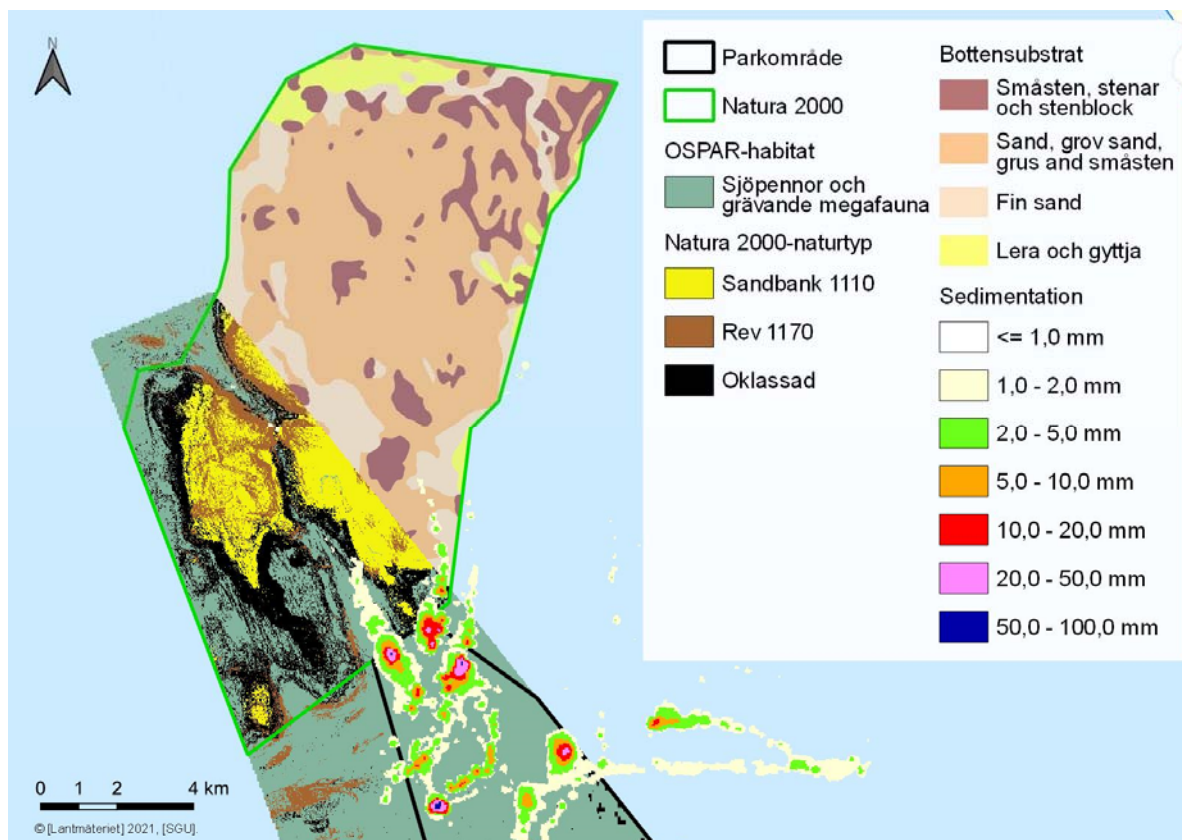 N
Parkområde
Natura 2000
OSPAR-habitat
Sjöpennor och
grävande megafauna
Natura 2000-naturtyp
Sandbank 1110
Rev 1170
Oklassad
Bottensubstrat
Småsten, stenar
och stenblock
Sand, grov sand,
grus and småsten
Fin sand
Lera och gyttja
Sedimentation
<= 1,0 mm
1,0 - 2,0 mm
2,0 - 5,0 mm
5,0 - 10,0 mm
10,0 - 20,0 mm
20,0 - 50,0 mm
50,0 - 100,0 mm
0 1 2 4 km
© [Lantmäteriet] 2021, [SGU].